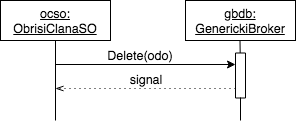 ocso:
ObrisiClanaSO
gbdb:
GenerickiBroker
Delete(odo)
signal